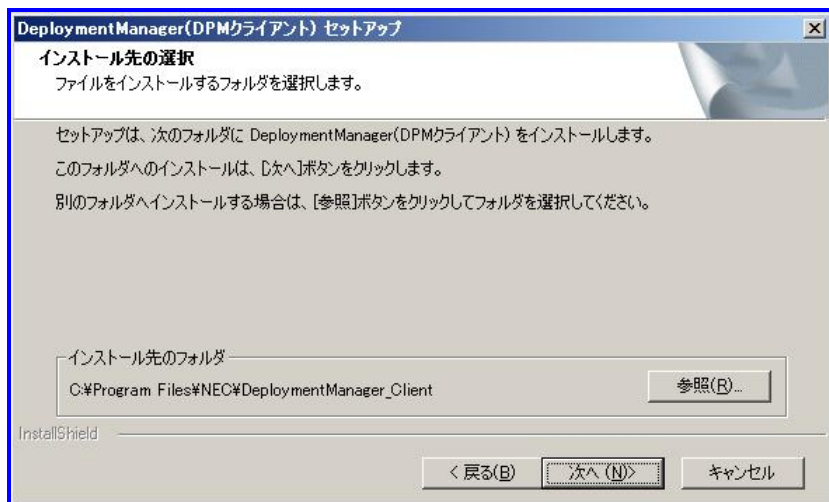 DeploymentManager(DPMクライアント) セットアップ
インストール先の選択
ファイルをインストールするフォルダを選択します。
セットアップは、次のフォルダに DeploymentManager(DPMクライアント) をインストールします。
このフォルダへのインストールは、[次へ]ボタンをクリックします。
別のフォルダへインストールする場合は、[参照]ボタンをクリックしてフォルダを選択してください。
インストール先のフォルダ
C:¥Program Files¥NEC¥DeploymentManager_Client
参照(R)...
InstallShield
< 戻る(B)
次へ(N)>
キャンセル